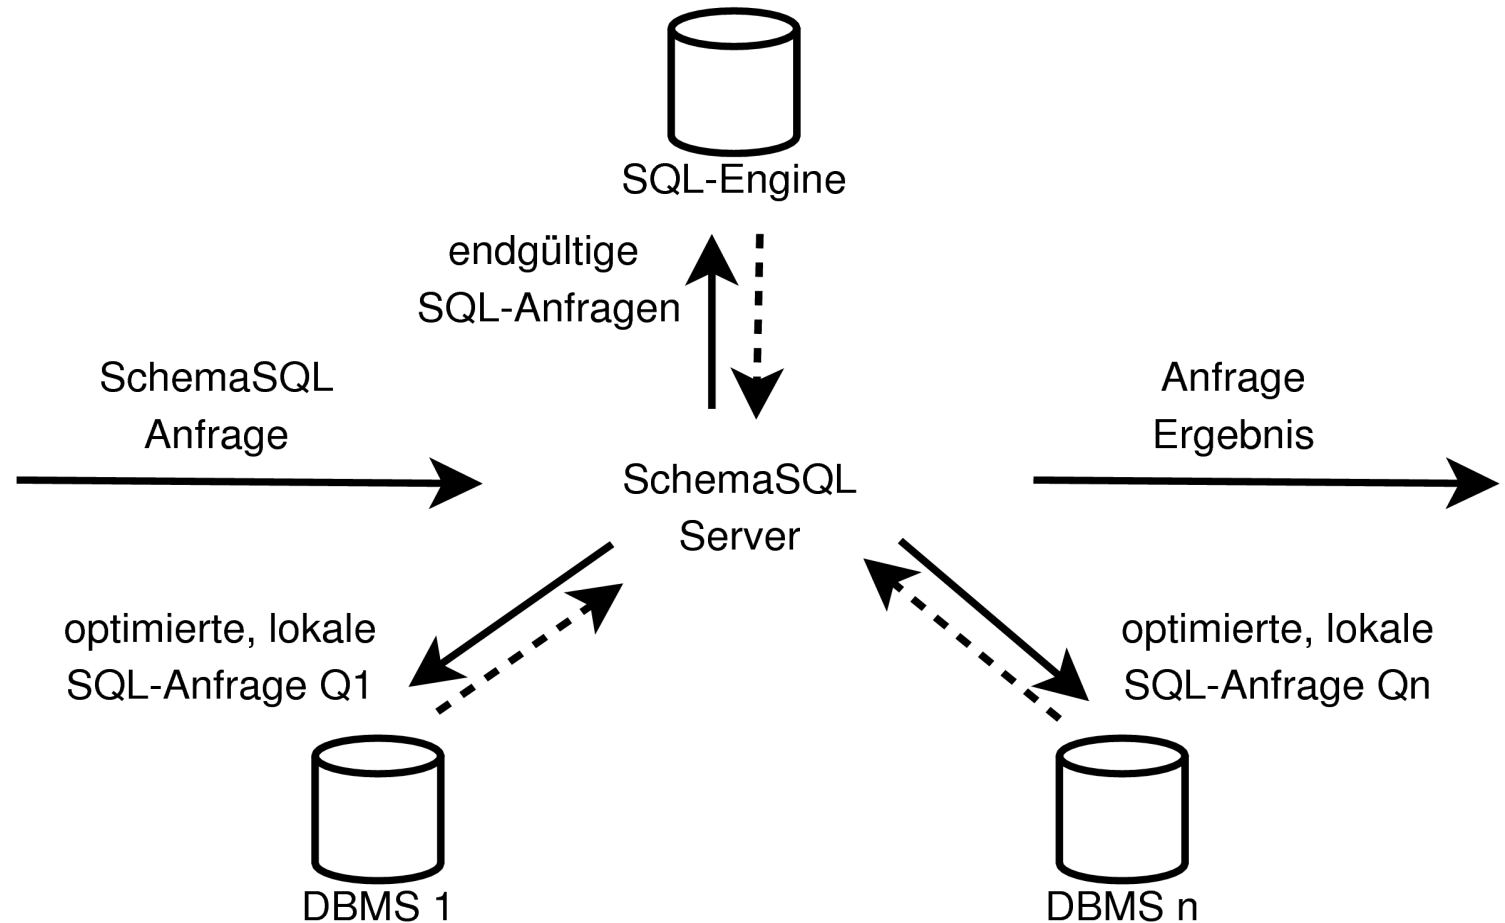 SQL-Engine
endgültige
SQL-Anfragen
SchemaSQL
Anfrage
Anfrage
Ergebnis
SchemaSQL
Server
optimierte, lokale
SQL-Anfrage Q1
optimierte, lokale
SQL-Anfrage Qn
DBMS 1
DBMS n